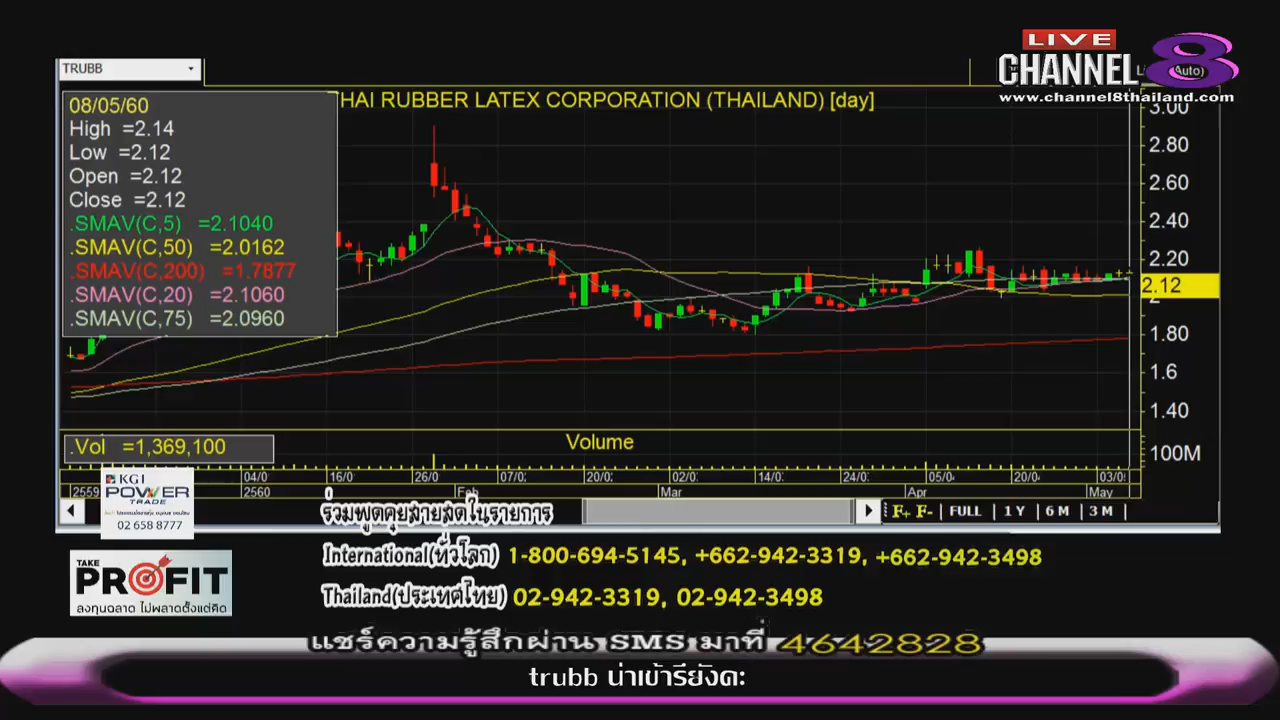 LIVE
CHANNEL 8
www.channel8thailand.com
TRUBB
(Auto)
THAI RUBBER LATEX CORPORATION (THAILAND) [day]
08/05/60
High =2.14
Low =2.12
Open =2.12
Close =2.12
.SMAV(C,5) =2.1040
.SMAV(C,50) =2.0162
.SMAV(C,200) =1.7877
.SMAV(C,20) =2.1060
.SMAV(C,75) =2.0960
3.00
2.80
2.60
2.40
2.20
2.12
1.80
1.6
1.40
.Vol =1,369,100
Volume
100M
04/0 16/0 26/0 07/0 20/0 02/0 14/0 24/0 05/0 20/0 03/0
2559 2560 Feb Mar Apr May
F+ F- FULL 1 Y 6 M 3 M
KGI
POWER
TRADE
02 658 8777
ร่วมพูดคุยสายสดในรายการ
International(ทั่วโลก) 1-800-694-5145, +662-942-3319, +662-942-3498
Thailand(ประเทศไทย) 02-942-3319, 02-942-3498
TAKE
PROFIT
ลงทุนฉลาด ไม่พลาดตั้งแต่คิด
แชร์ความรู้สึกผ่าน SMS มาที่ 4642828
trubb น่าเข้ารึยังคะ